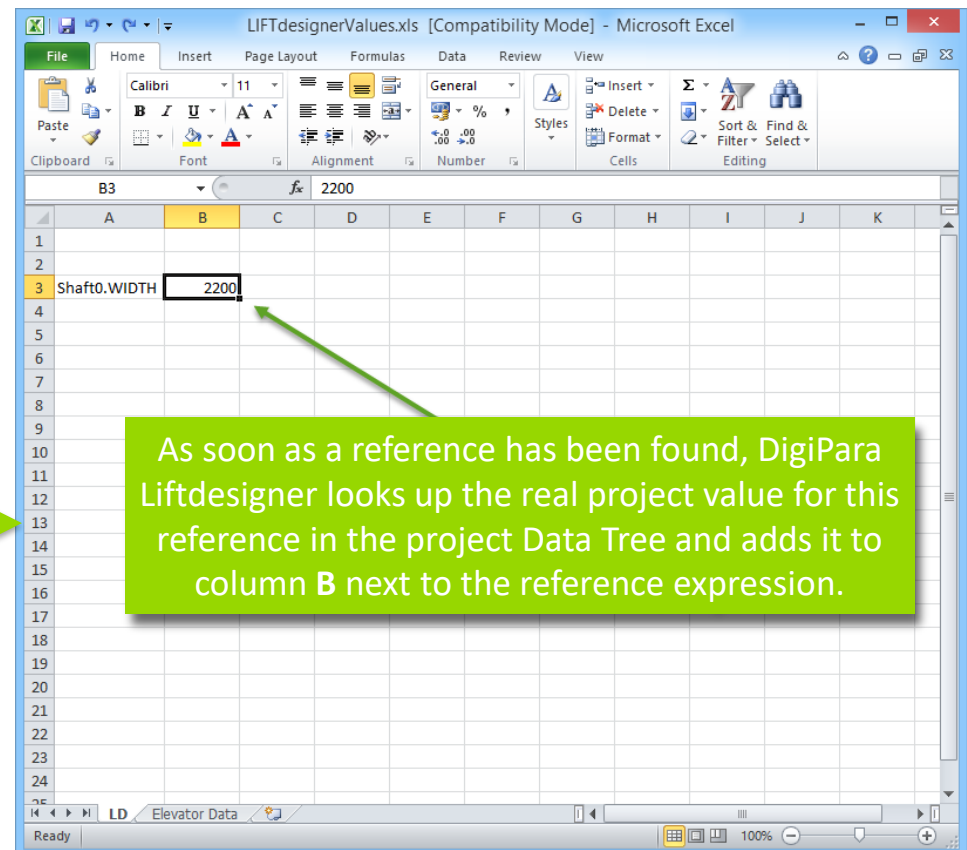 LIFTdesignerValues.xls [Compatibility Mode] - Microsoft Excel
File Home Insert Page Layout Formulas Data Review View
Calibri 11 General
Paste B I U A A A Styles Insert Delete Format Σ Sort & Filter Find & Select
Clipboard Font Alignment Number Cells Editing
B3 fx 2200
A B C D E F G H I J K
1
2
3 Shaft0.WIDTH 2200
4
5
6
7
8
9
10
11
12
13
14
15
16
17
18
19
20
21
22
23
24
25
As soon as a reference has been found, DigiPara
Liftdesigner looks up the real project value for this
reference in the project Data Tree and adds it to
column B next to the reference expression.
LD Elevator Data
Ready 100%